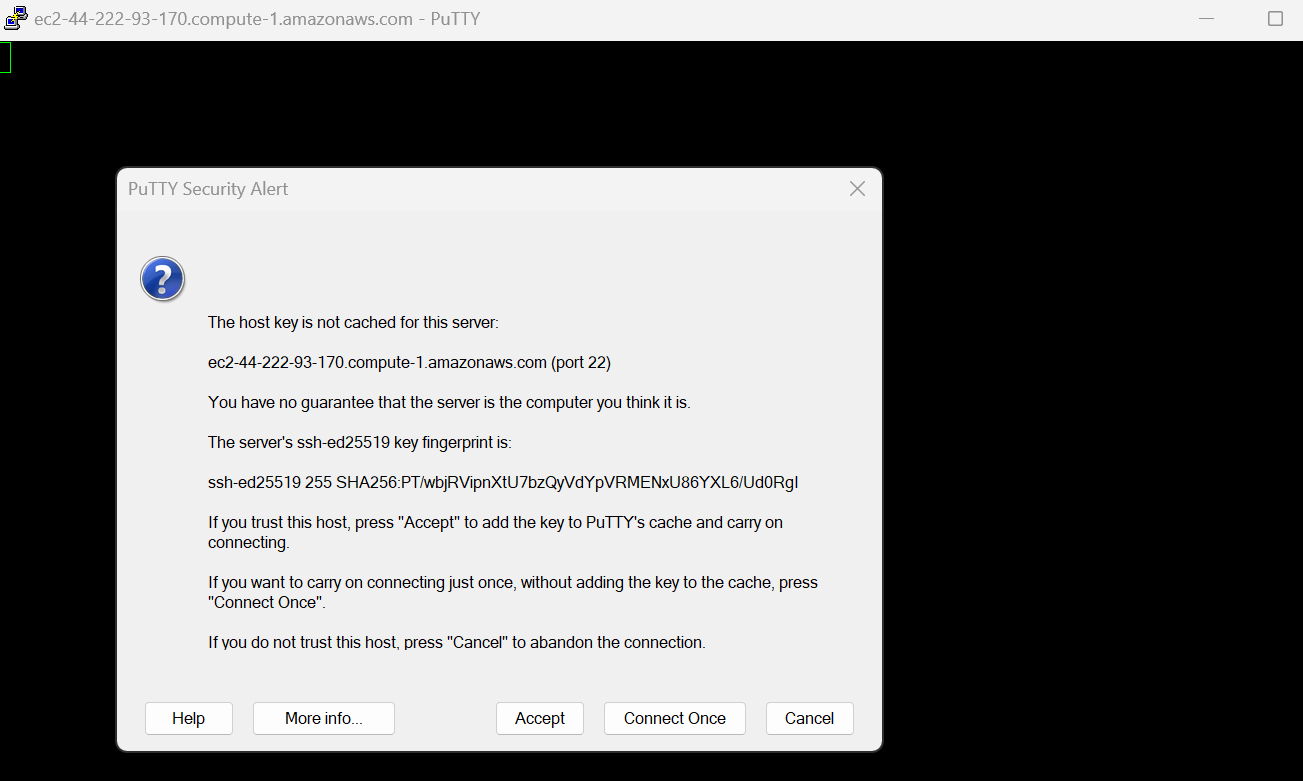 ec2-44-222-93-170.compute-1.amazonaws.com - PuTTY
PuTTY Security Alert
The host key is not cached for this server:
ec2-44-222-93-170.compute-1.amazonaws.com (port 22)
You have no guarantee that the server is the computer you think it is.
The server's ssh-ed25519 key fingerprint is:
ssh-ed25519 255 SHA256:PT/wbjRVipnXtU7bzQyVdYpVRMENxU86YXL6/Ud0RgI
If you trust this host, press "Accept" to add the key to PuTTY's cache and carry on
connecting.
If you want to carry on connecting just once, without adding the key to the cache, press
"Connect Once".
If you do not trust this host, press "Cancel" to abandon the connection.
Help More info... Accept Connect Once Cancel